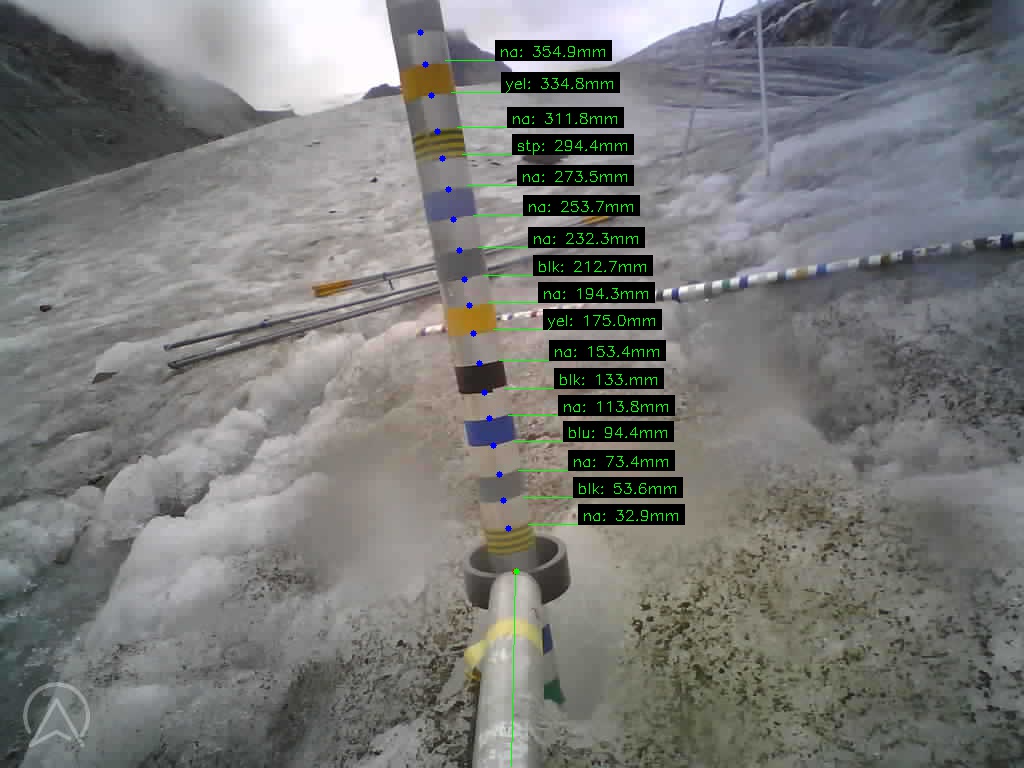 na: 354.9mm
yel: 334.8mm
na: 311.8mm
stp: 294.4mm
na: 273.5mm
na: 253.7mm
na: 232.3mm
blk: 212.7mm
na: 194.3mm
yel: 175.0mm
na: 153.4mm
blk: 133.mm
na: 113.8mm
blu: 94.4mm
na: 73.4mm
blk: 53.6mm
na: 32.9mm